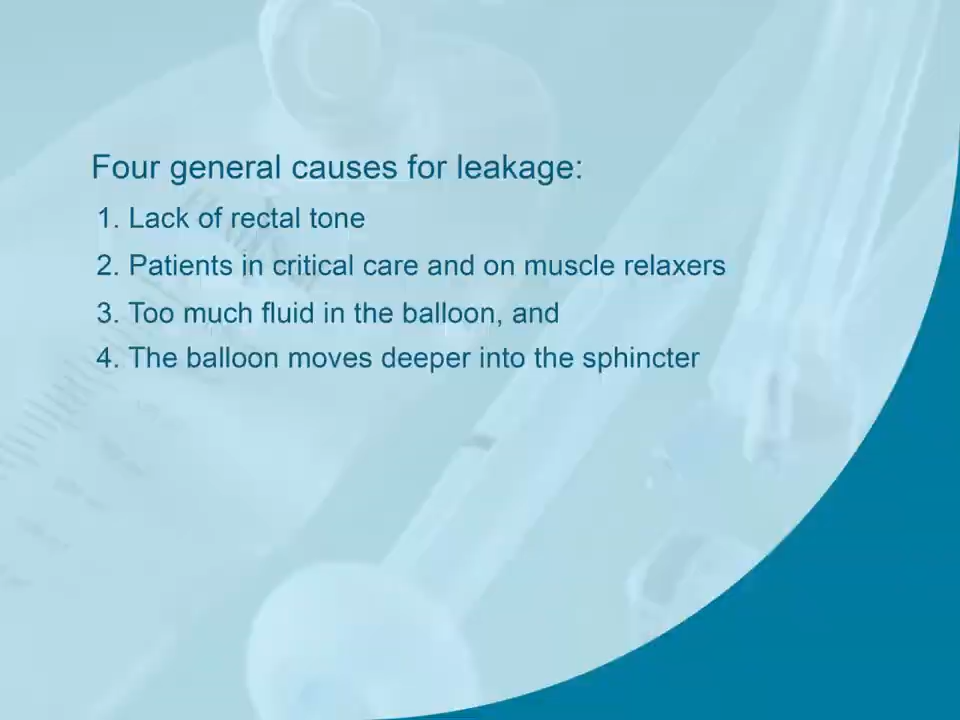 Four general causes for leakage:
1. Lack of rectal tone
2. Patients in critical care and on muscle relaxers
3. Too much fluid in the balloon, and
4. The balloon moves deeper into the sphincter